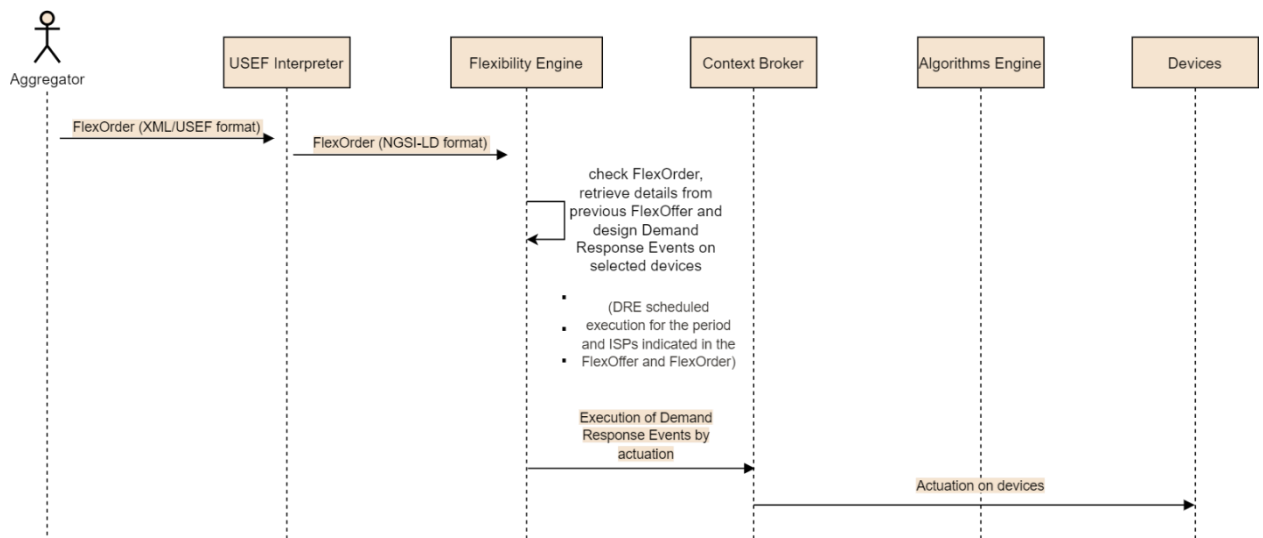 Aggregator
USEF Interpreter
Flexibility Engine
Context Broker
Algorithms Engine
Devices
FlexOrder (XML/USEF format)
FlexOrder (NGSI-LD format)
check FlexOrder,
retrieve details from
previous FlexOffer and
design Demand
Response Events on
selected devices
(DRE scheduled
execution for the period
and ISPs indicated in the
FlexOffer and FlexOrder)
Execution of Demand
Response Events by
actuation
Actuation on devices